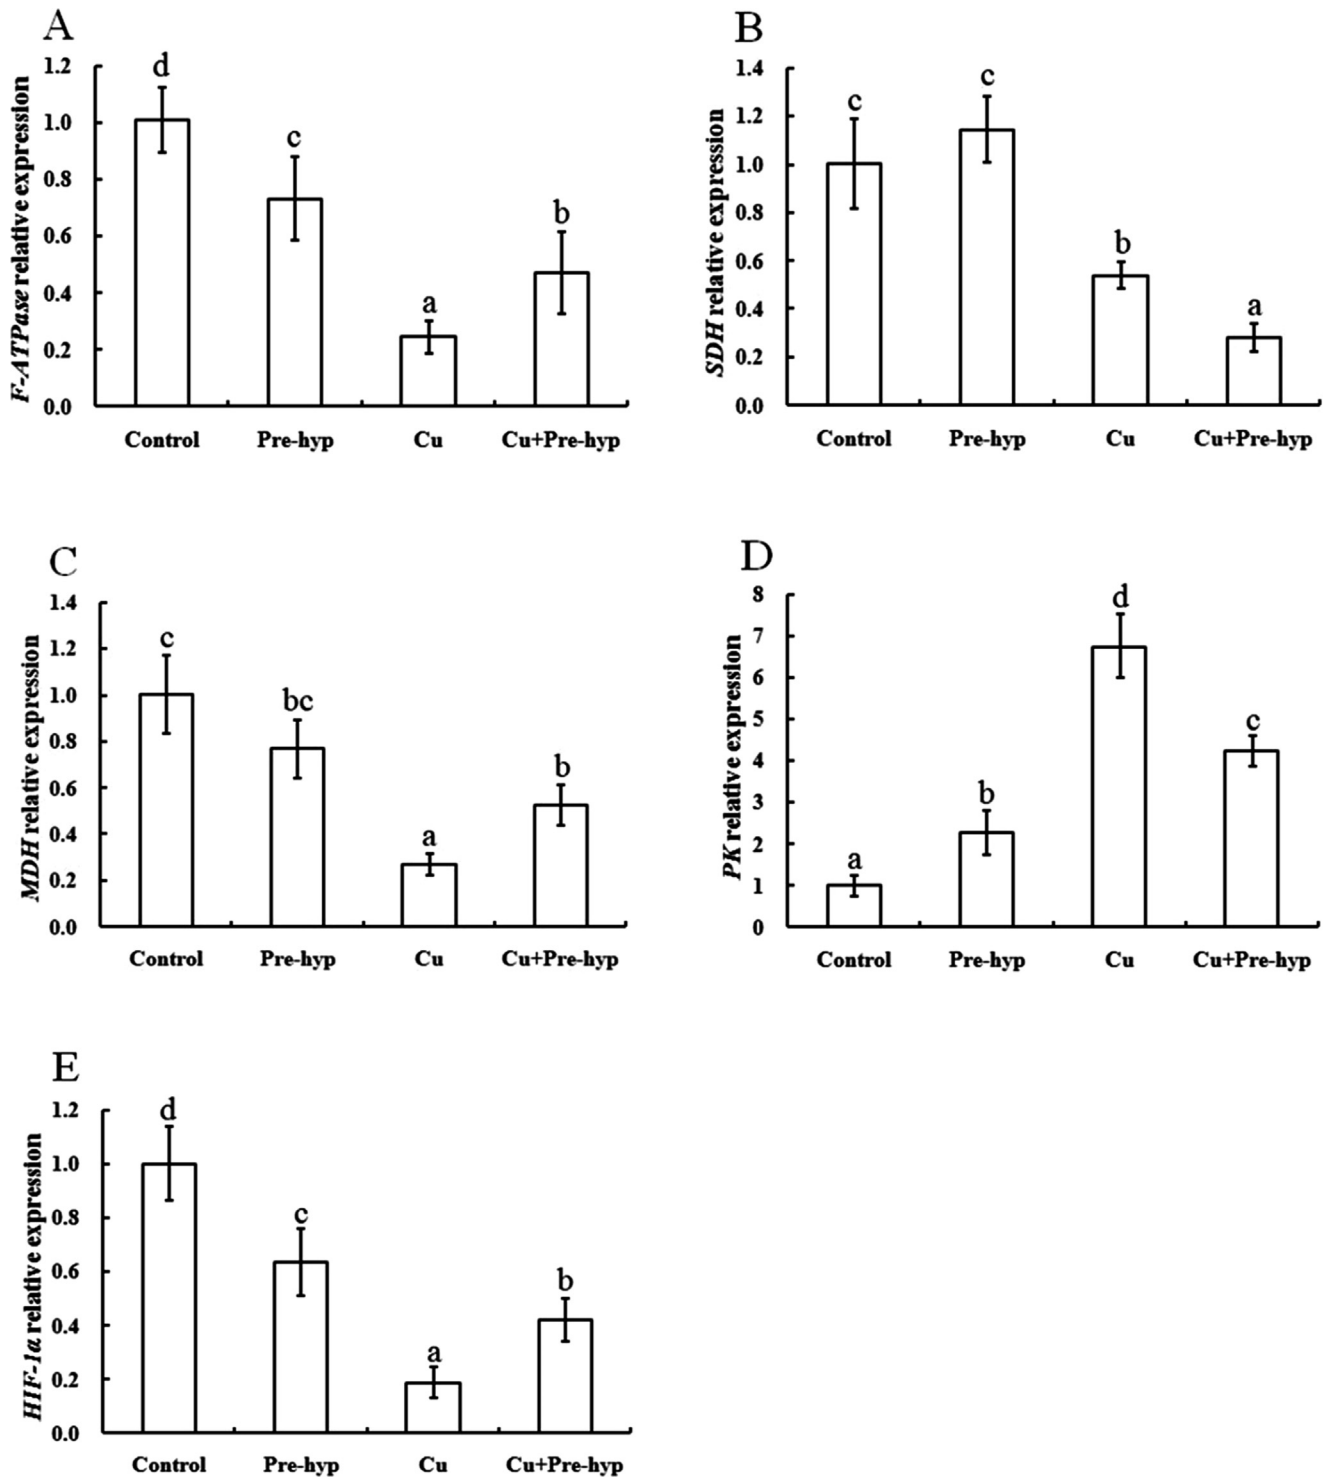 A
F-ATPase relative expression
1.2
1.0
0.8
0.6
0.4
0.2
0.0
d
c
a
b
Control Pre-hyp Cu Cu+Pre-hyp
B
SDH relative expression
1.4
1.2
1.0
0.8
0.6
0.4
0.2
0.0
c
c
b
a
Control Pre-hyp Cu Cu+Pre-hyp
C
MDH relative expression
1.4
1.2
1.0
0.8
0.6
0.4
0.2
0.0
c
bc
a
b
Control Pre-hyp Cu Cu+Pre-hyp
D
PK relative expression
8
7
6
5
4
3
2
1
0
a
b
d
c
Control Pre-hyp Cu Cu+Pre-hyp
E
HIF-1α relative expression
1.2
1.0
0.8
0.6
0.4
0.2
0.0
d
c
a
b
Control Pre-hyp Cu Cu+Pre-hyp